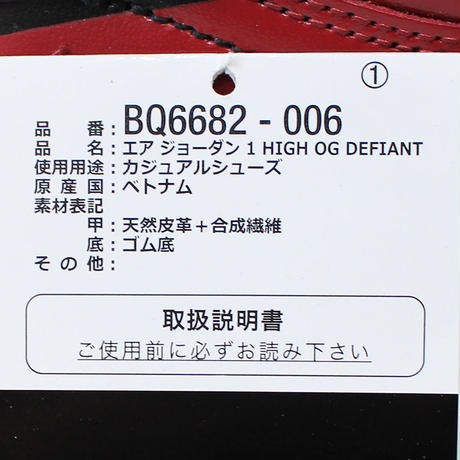 ①
品番：BQ6682 - 006
品名：エア ジョーダン 1 HIGH OG DEFIANT
使用用途：カジュアルシューズ
原産国：ベトナム
素材表記
甲：天然皮革＋合成繊維
底：ゴム底
その他：
取扱説明書
ご使用前に必ずお読み下さい